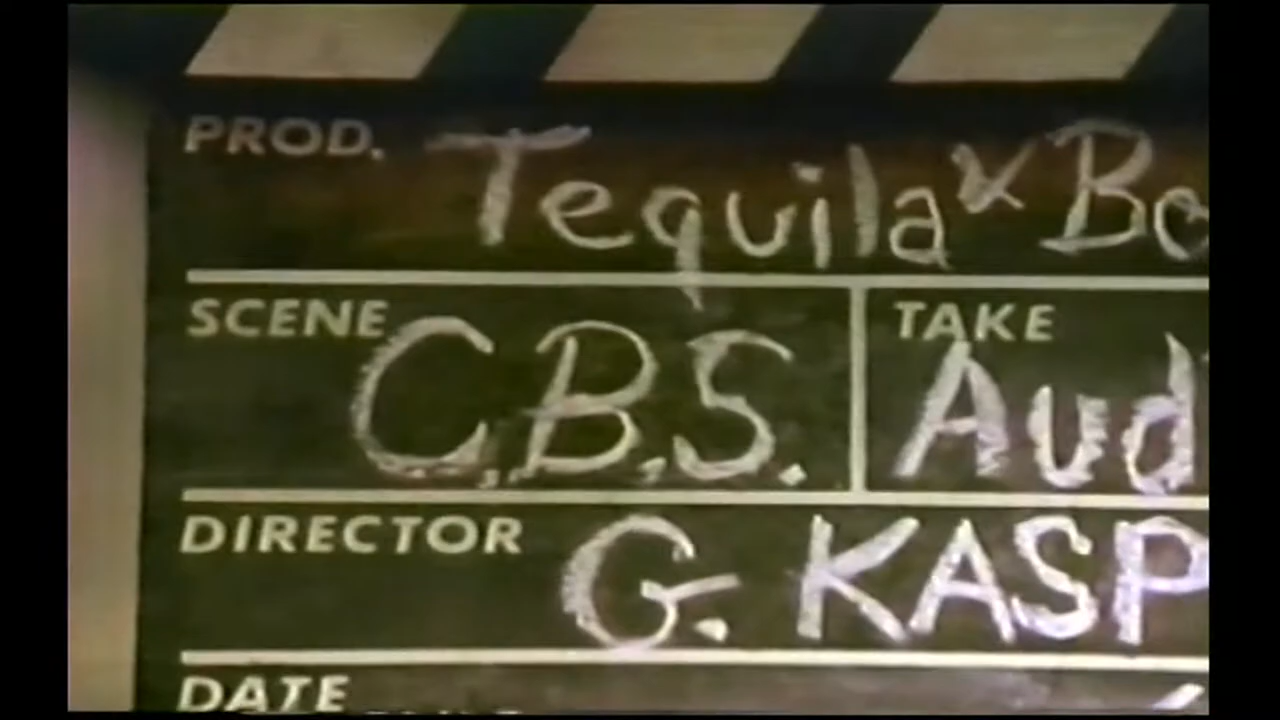 PROD. Tequila x Bo
SCENE C.B.S. TAKE Aud
DIRECTOR G. KASP
DATE